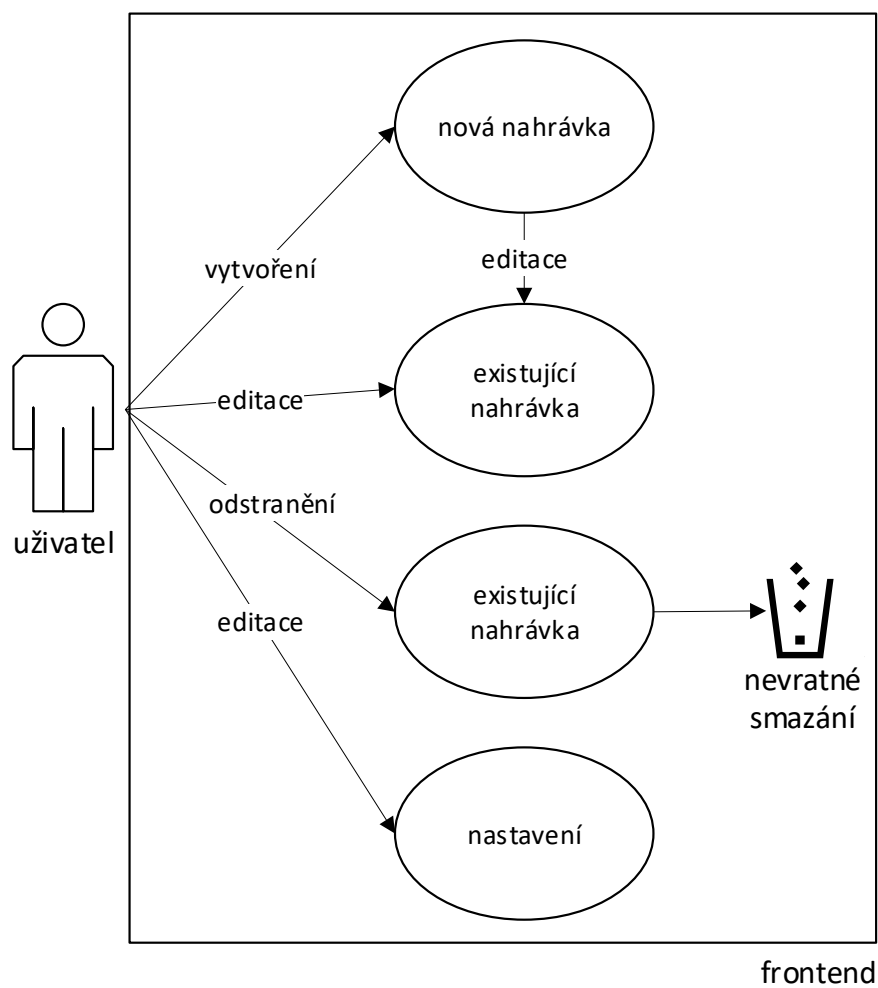 nová nahrávka
vytvoření
editace
existující
nahrávka
editace
odstranění
uživatel
existující
nahrávka
editace
nevratné
smazání
nastavení
frontend